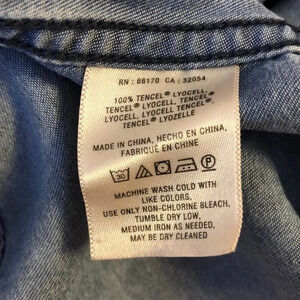 RN : 66170 CA : 32054
100% TENCEL® LYOCELL,
TENCEL® LYOCELL, TENCEL®
LYOCELL, LYOCELL TENCEL®,
TENCEL® LYOZELLE
MADE IN CHINA, HECHO EN CHINA,
FABRIQUÉ EN CHINE
30 P
MACHINE WASH COLD WITH
LIKE COLORS,
USE ONLY NON-CHLORINE BLEACH,
TUMBLE DRY LOW,
MEDIUM IRON AS NEEDED,
MAY BE DRY CLEANED